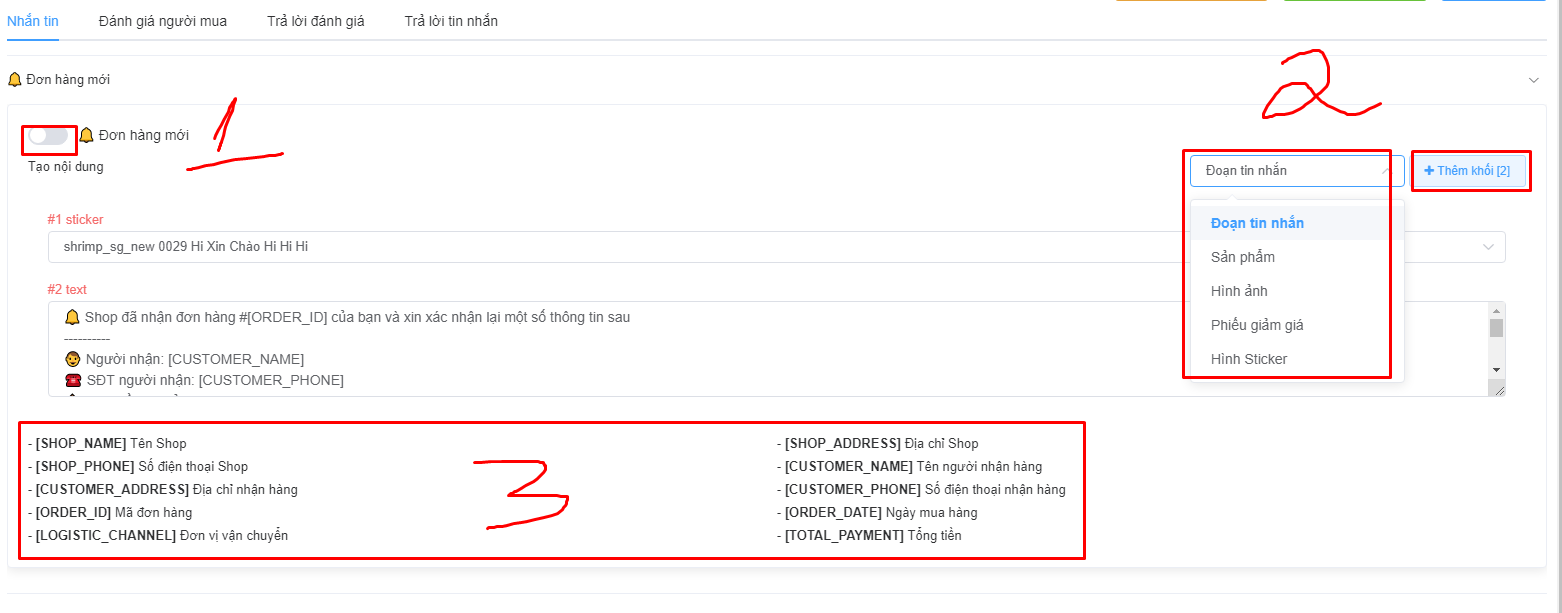 Nhắn tin Đánh giá người mua Trả lời đánh giá Trả lời tin nhắn
🔔 Đơn hàng mới
1
2
🔔 Đơn hàng mới
Tạo nội dung
Đoạn tin nhắn
+ Thêm khối [2]
Đoạn tin nhắn
Sản phẩm
Hình ảnh
Phiếu giảm giá
Hình Sticker
#1 sticker
shrimp_sg_new 0029 Hi Xin Chào Hi Hi Hi
#2 text
🔔 Shop đã nhận đơn hàng #[ORDER_ID] của bạn và xin xác nhận lại một số thông tin sau
----------
👨 Người nhận: [CUSTOMER_NAME]
☎️ SĐT người nhận: [CUSTOMER_PHONE]
3
- [SHOP_NAME] Tên Shop
- [SHOP_PHONE] Số điện thoại Shop
- [CUSTOMER_ADDRESS] Địa chỉ nhận hàng
- [ORDER_ID] Mã đơn hàng
- [LOGISTIC_CHANNEL] Đơn vị vận chuyển
- [SHOP_ADDRESS] Địa chỉ Shop
- [CUSTOMER_NAME] Tên người nhận hàng
- [CUSTOMER_PHONE] Số điện thoại nhận hàng
- [ORDER_DATE] Ngày mua hàng
- [TOTAL_PAYMENT] Tổng tiền